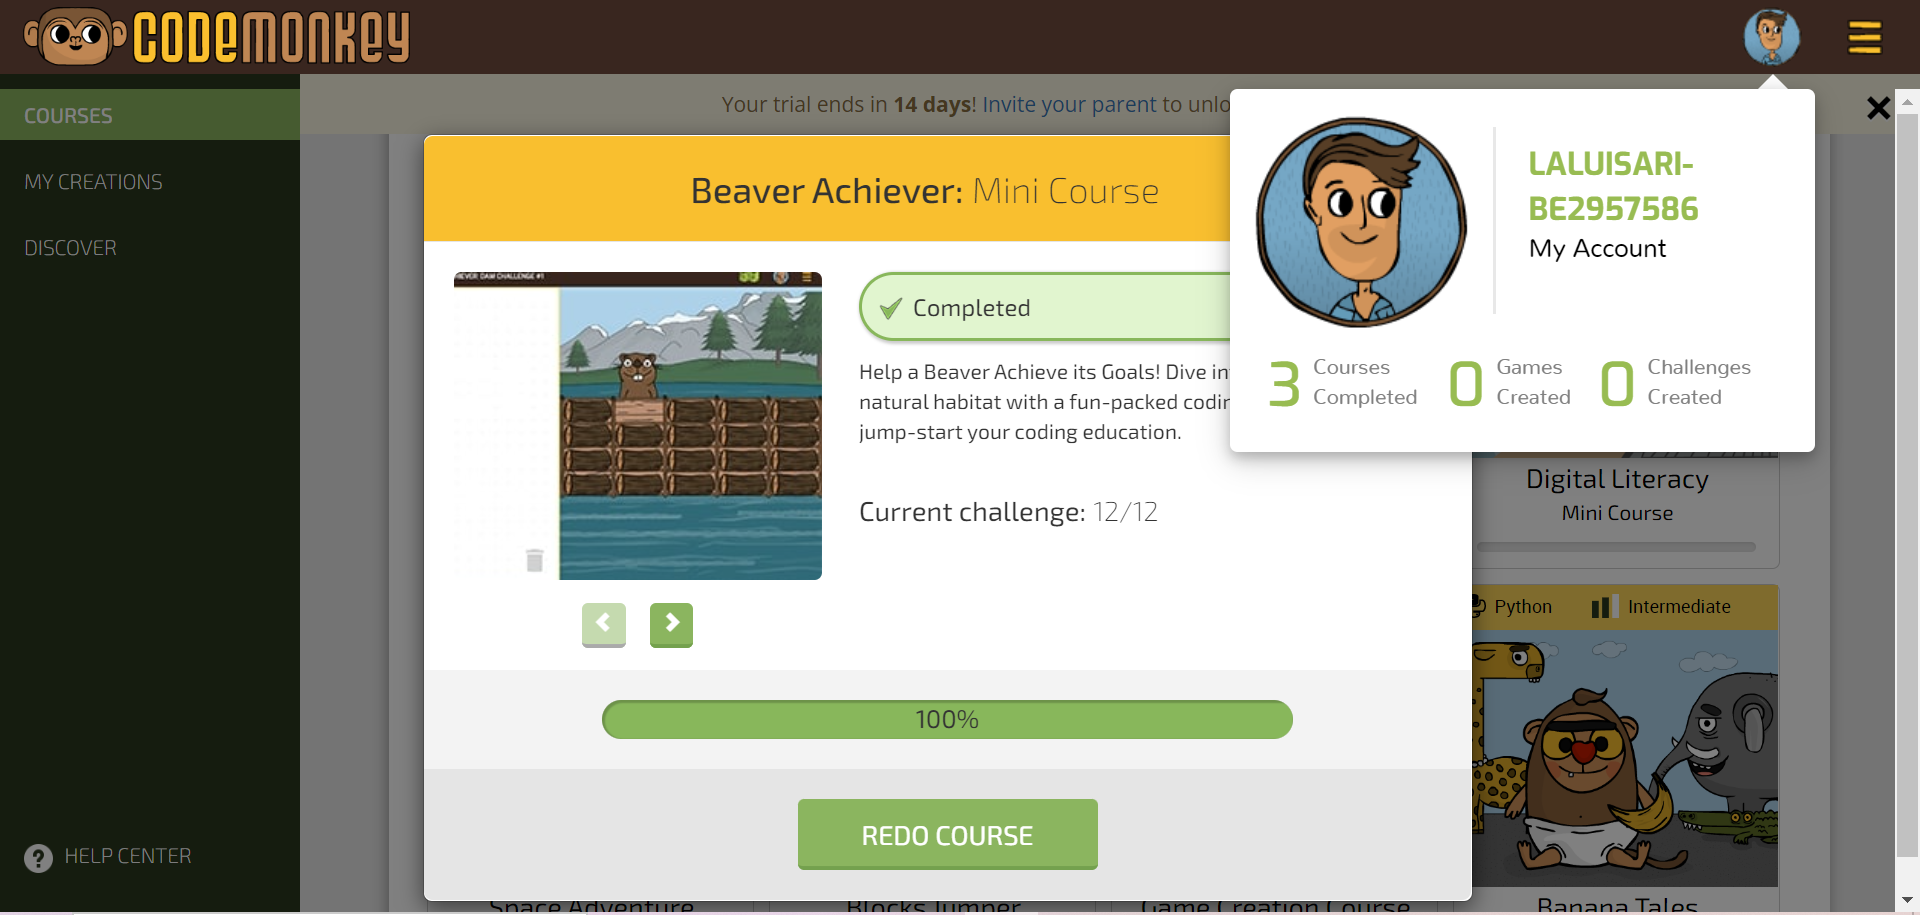 CODEMONKEY
COURSES
MY CREATIONS
DISCOVER
HELP CENTER
Your trial ends in 14 days! Invite your parent to
Beaver Achiever: Mini Course
DAM CHALLENGE #1
Completed
Help a Beaver Achieve its Goals! Dive
natural habitat with a fun-packed
jump-start your coding education.
Current challenge: 12/12
100%
REDO COURSE
LALUISARI-
BE2957586
My Account
3 Courses Completed
0 Games Created
0 Challenges Created
Digital Literacy
Mini Course
Python Intermediate
Space Adventure
Blocks Jumper
Game Creation Course
Banana Tales